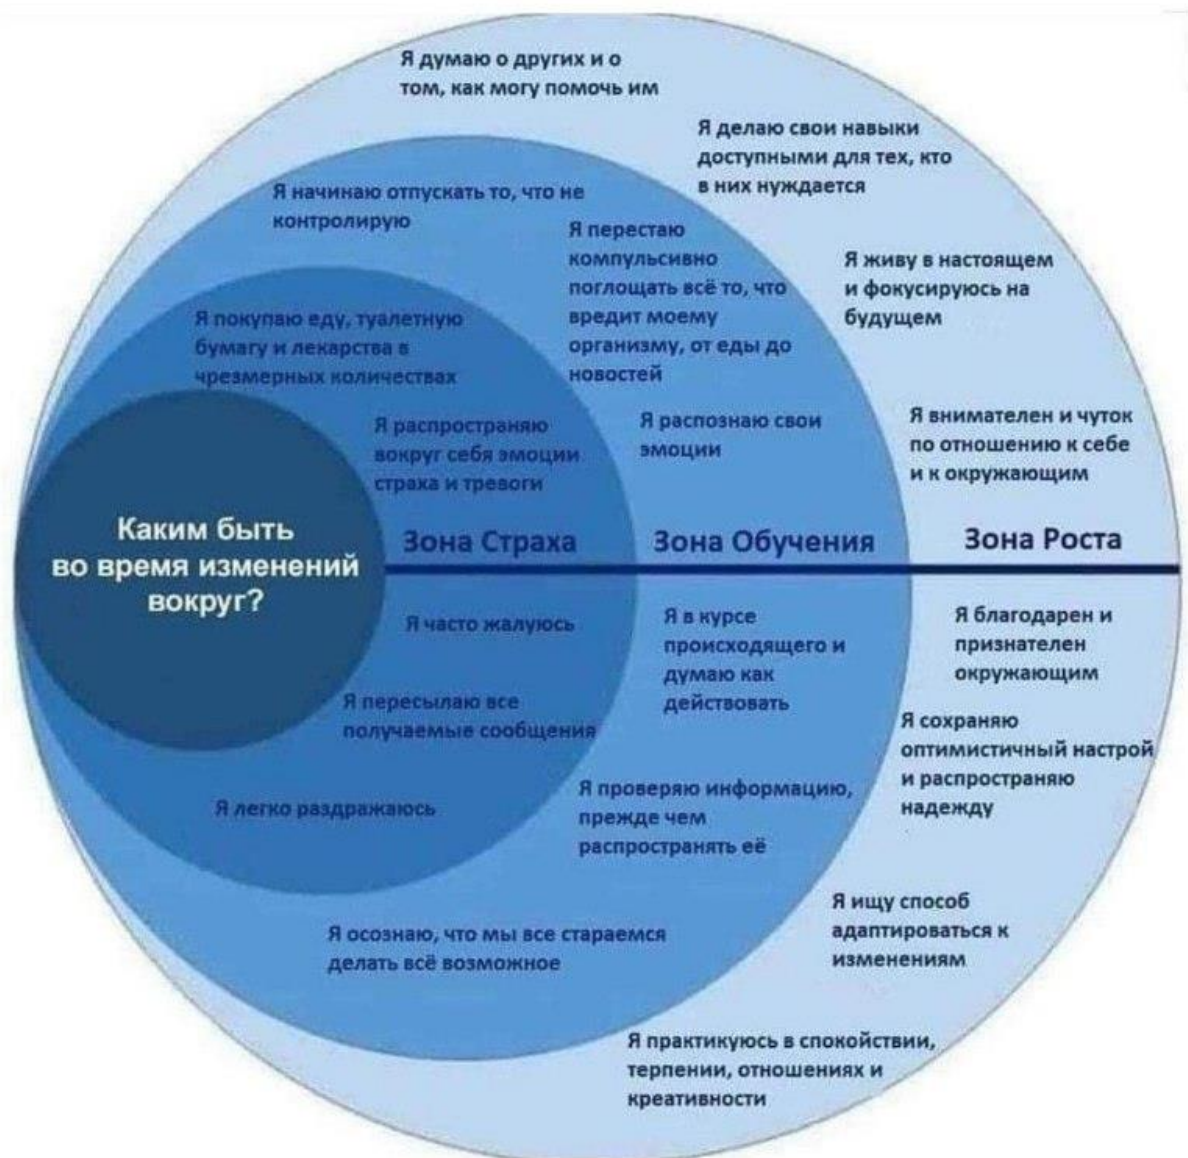 Я думаю о других и о
том, как могу помочь им
Я делаю свои навыки
доступными для тех, кто
в них нуждается
Я начинаю отпускать то, что не
контролирую
Я перестаю
компульсивно
поглощать всё то, что
вредит моему
организму, от еды до
новостей
Я живу в настоящем
и фокусируюсь на
будущем
Я покупаю еду, туалетную
бумагу и лекарства в
чрезмерных количествах
Я распространяю
вокруг себя эмоции
страха и тревоги
Я распознаю свои
эмоции
Я внимателен и чуток
по отношению к себе
и к окружающим
Каким быть
во время изменений
вокруг?
Зона Страха
Зона Обучения
Зона Роста
Я часто жалуюсь
Я в курсе
происходящего и
думаю как
действовать
Я благодарен и
признателен
окружающим
Я пересылаю все
получаемые сообщения
Я сохраняю
оптимистичный настрой
и распространяю
надежду
Я легко раздражаюсь
Я проверяю информацию,
прежде чем
распространять её
Я ищу способ
адаптироваться к
изменениям
Я осознаю, что мы все стараемся
делать всё возможное
Я практикуюсь в спокойствии,
терпении, отношениях и
креативности